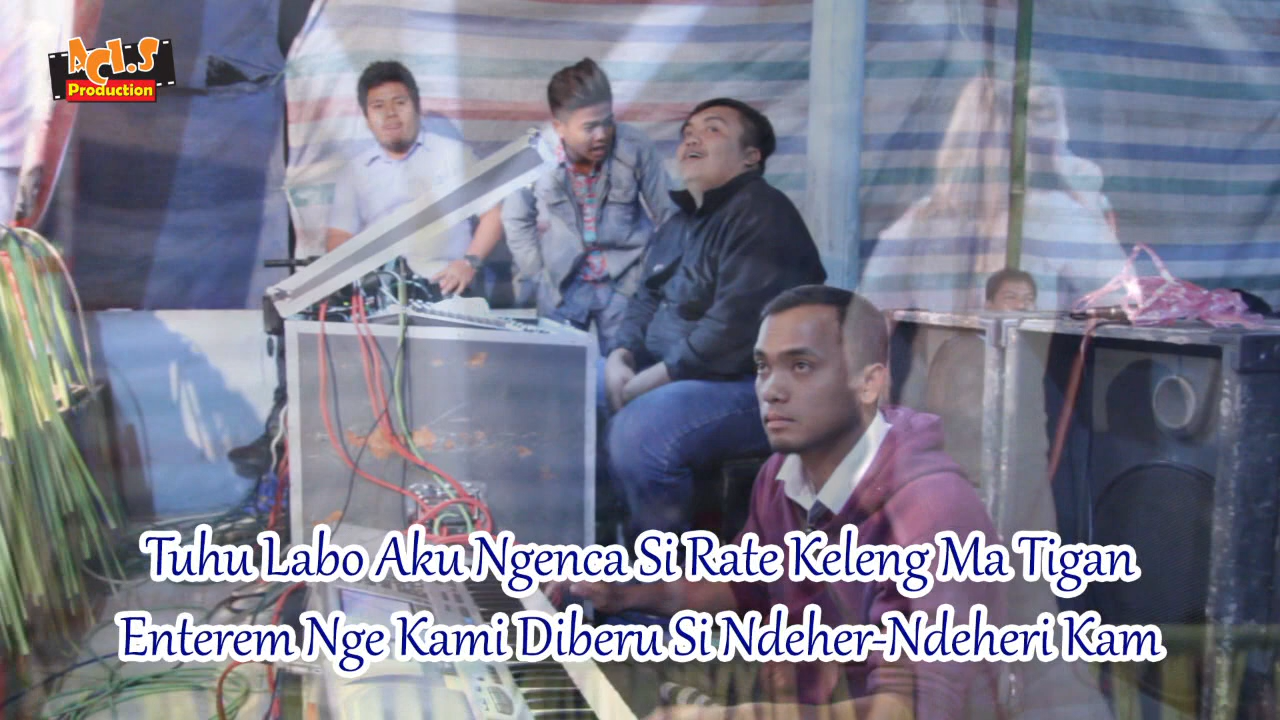 ACI.S
Production
Tuhu Labo Aku Ngenca Si Rate Keleng Ma Tigan
Enterem Nge Kami Diberu Si Ndeher-Ndeheri Kam